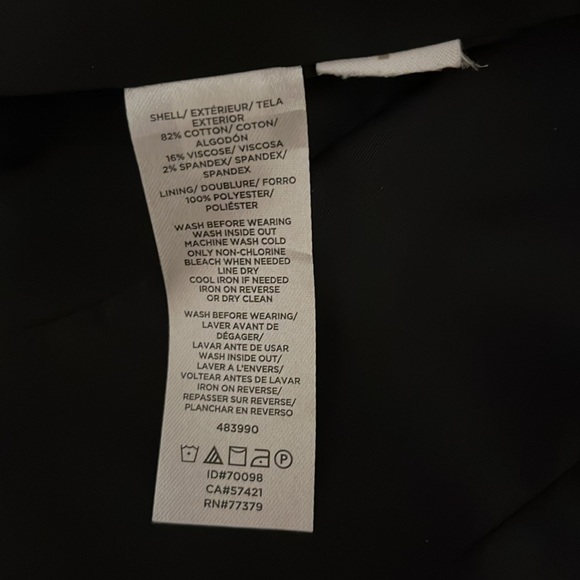 SHELL/ EXTÉRIEUR/ TELA
EXTERIOR
82% COTTON/ COTON/
ALGODÓN
16% VISCOSE/ VISCOSA
2% SPANDEX/ SPANDEX/
SPANDEX
LINING/ DOUBLURE/ FORRO
100% POLYESTER/
POLIÉSTER
WASH BEFORE WEARING
WASH INSIDE OUT
MACHINE WASH COLD
ONLY NON-CHLORINE
BLEACH WHEN NEEDED
LINE DRY
COOL IRON IF NEEDED
IRON ON REVERSE
OR DRY CLEAN
WASH BEFORE WEARING/
LAVER AVANT DE
DÉGAGER/
LAVAR ANTE DE USAR
WASH INSIDE OUT/
LAVER A L'ENVERS/
VOLTEAR ANTES DE LAVAR
IRON ON REVERSE/
REPASSER SUR REVERSE/
PLANCHAR EN REVERSO
483990
P
ID#70098
CA#57421
RN#77379